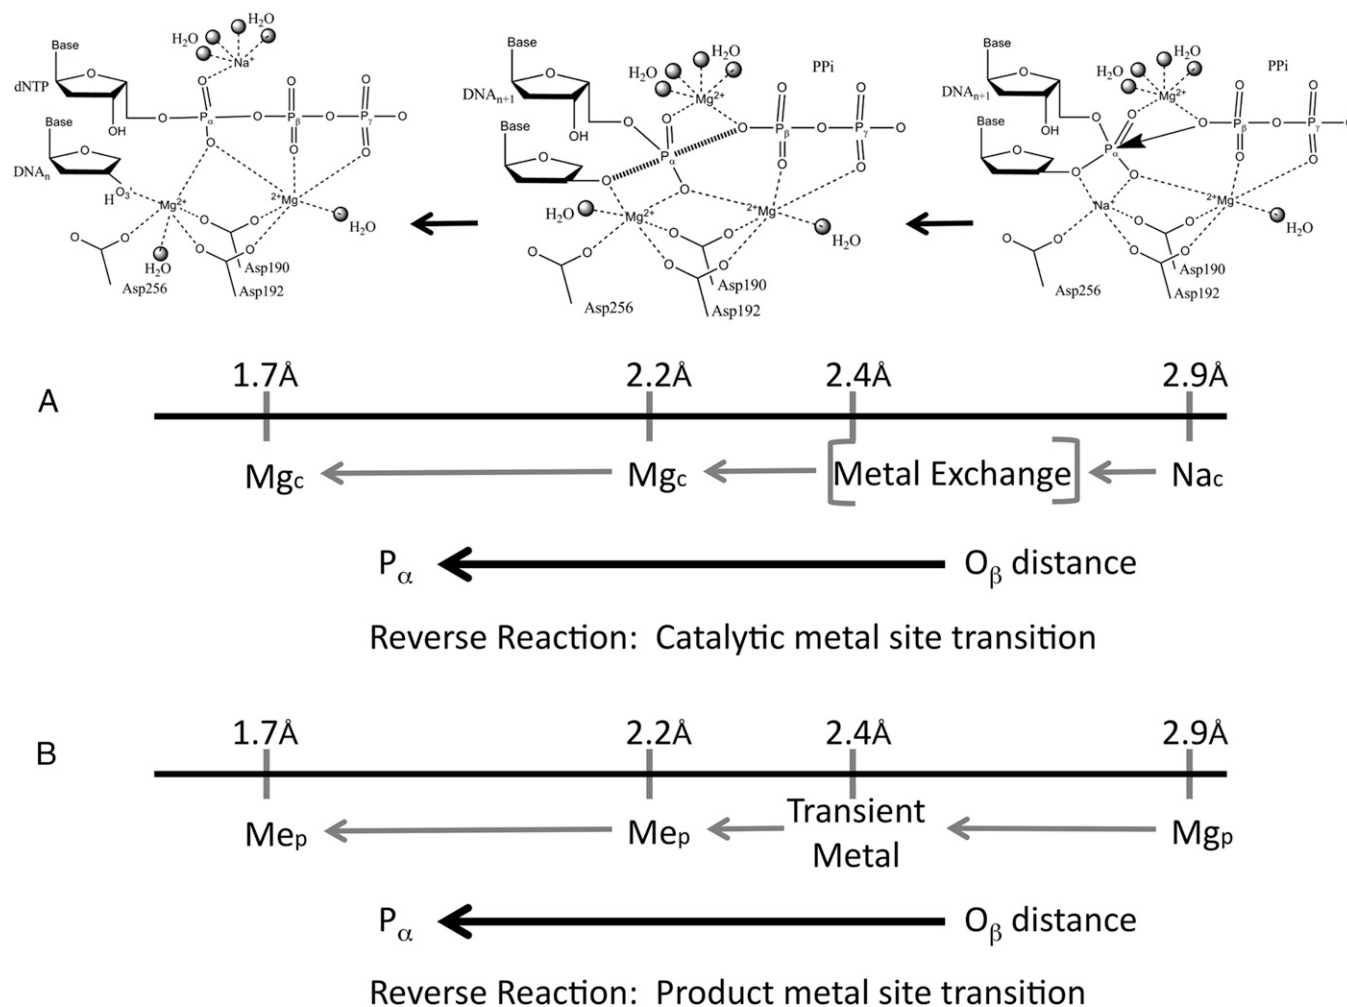 Base
dNTP
O
OH
Base
DNAₙ
O
H O₃'
H₂O
H₂O
Na⁺
O
O
O
O
Pα
O
Pβ
O
Pγ
O
O
O
O
Mg²⁺
²⁺Mg
O
O
O
O
O
O
H₂O
H₂O
Asp256
Asp190
Asp192
Base
DNAₙ₊₁
O
OH
Base
O
O
O
H₂O
H₂O
Mg²⁺
PPi
O
O
O
Pα
O
Pβ
O
Pγ
O
O
O
O
H₂O
Mg²⁺
²⁺Mg
O
O
O
O
O
O
H₂O
Asp256
Asp190
Asp192
Base
DNAₙ₊₁
O
OH
Base
O
O
O
H₂O
H₂O
Mg²⁺
PPi
O
O
O
Pα
O
Pβ
O
Pγ
O
O
O
O
Na⁺
²⁺Mg
O
O
O
O
O
O
H₂O
Asp256
Asp190
Asp192
A
1.7Å 2.2Å 2.4Å 2.9Å
Mgc Mgc Metal Exchange Nac
Pα Oβ distance
Reverse Reaction: Catalytic metal site transition
B
1.7Å 2.2Å 2.4Å 2.9Å
Mep Mep Transient Metal Mgp
Pα Oβ distance
Reverse Reaction: Product metal site transition